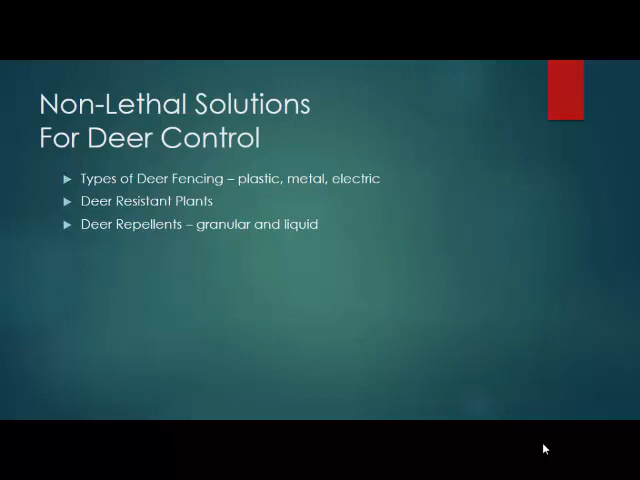 Non-Lethal Solutions
For Deer Control
Types of Deer Fencing – plastic, metal, electric
Deer Resistant Plants
Deer Repellents – granular and liquid